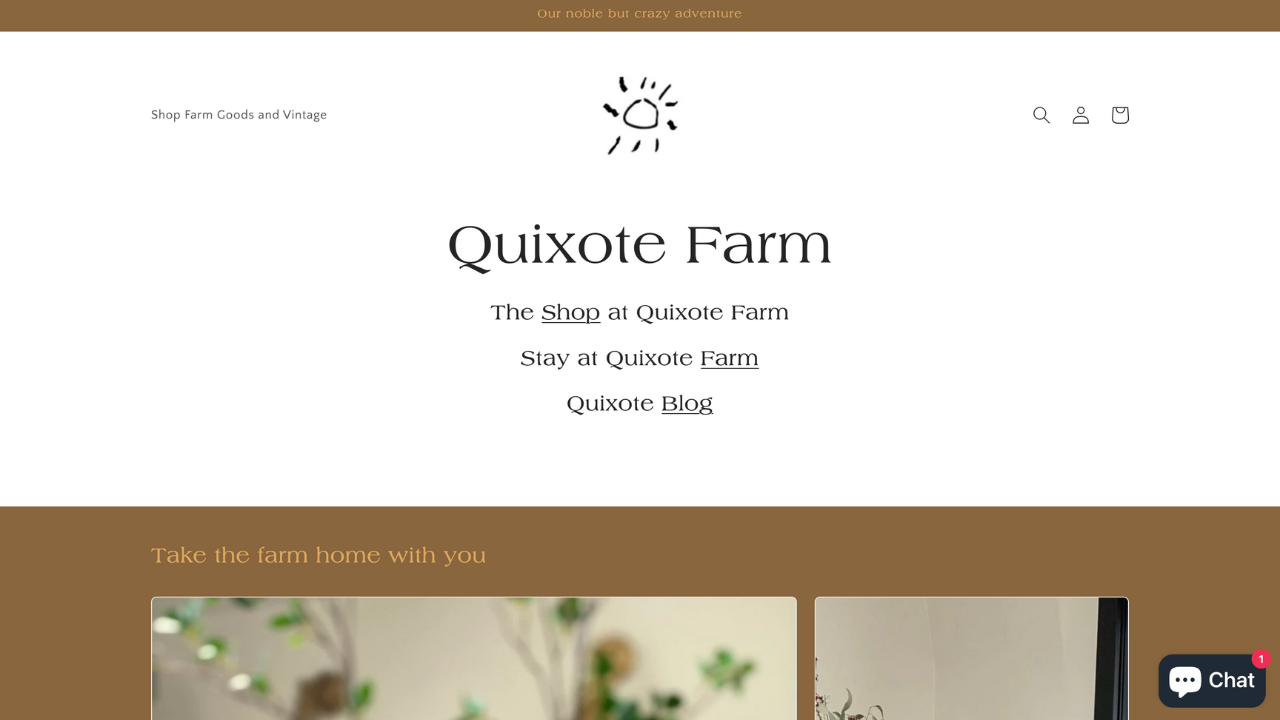 Our noble but crazy adventure
Shop Farm Goods and Vintage
Quixote Farm
The Shop at Quixote Farm
Stay at Quixote Farm
Quixote Blog
Take the farm home with you
1
Chat